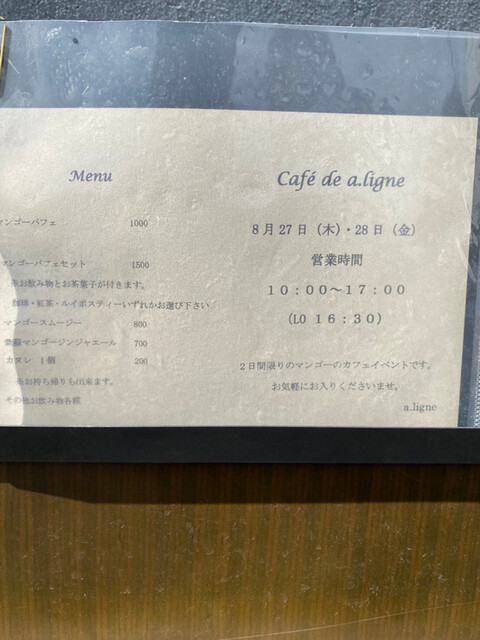 Menu
マンゴーパフェ 1000
マンゴーパフェセット 1500
※お飲み物とお茶菓子が付きます。
珈琲・紅茶・ルイボスティーいずれかお選び下さい
マンゴースムージー 800
マンゴージンジャエール 700
カヌレ 1個 200
※お持ち帰りも出来ます。
その他お飲み物各種
Café de a.ligne
8月27日（木）・28日（金）
営業時間
10：00～17：00
（LO 16：30）
2日間限りのマンゴーのカフェイベントです。
お気軽にお入りくださいませ。
a.ligne